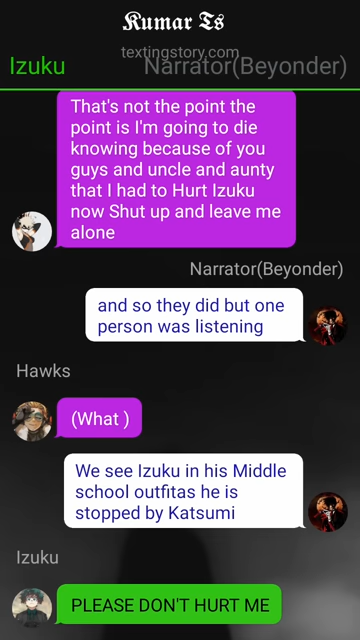 Kumar Ts
textingstory.com
Izuku
Narrator(Beyonder)
That's not the point the
point is I'm going to die
knowing because of you
guys and uncle and aunty
that I had to Hurt Izuku
now Shut up and leave me
alone
Narrator(Beyonder)
and so they did but one
person was listening
Hawks
(What )
We see Izuku in his Middle
school outfitas he is
stopped by Katsumi
Izuku
PLEASE DON'T HURT ME